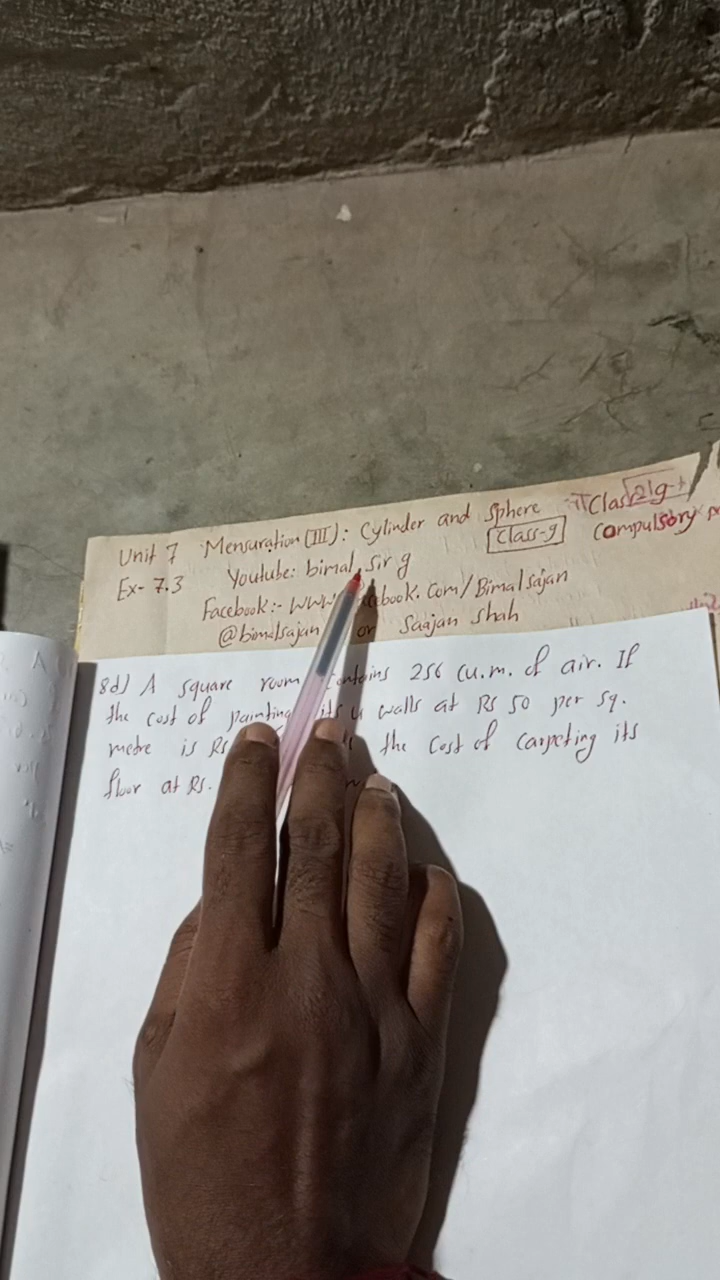 Unit 7 Mensuration (III): Cylinder and Sphere
Class-9 Compulsory
Ex- 7.3 Youtube: bimal sir g
Facebook:- www. cebook.com/Bimalsajan
@bimalsajan or Saajan Shah
8d) A square room contains 256 cu.m. of air. If
the cost of painting its 4 walls at Rs 50 per sq.
metre is Rs the cost of carpeting its
floor at Rs.